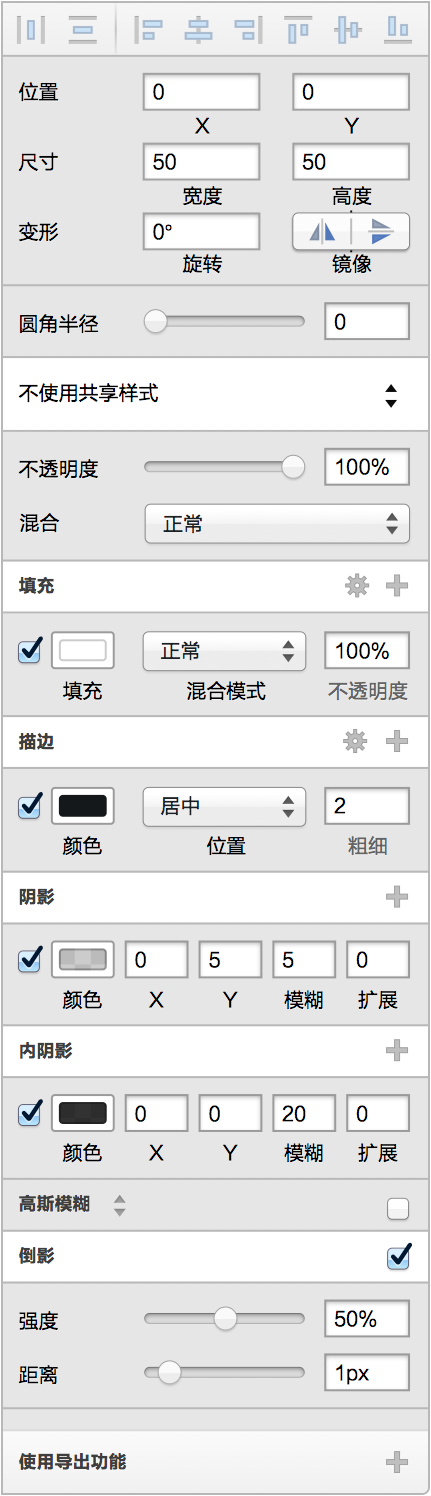 位置 0 0
X Y
尺寸 50 50
宽度 高度
变形 0°
旋转 镜像
圆角半径 0
不使用共享样式
不透明度 100%
混合 正常
填充
正常 100%
填充 混合模式 不透明度
描边
居中 2
颜色 位置 粗细
阴影
0 5 5 0
颜色 X Y 模糊 扩展
内阴影
0 0 20 0
颜色 X Y 模糊 扩展
高斯模糊
倒影
强度 50%
距离 1px
使用导出功能